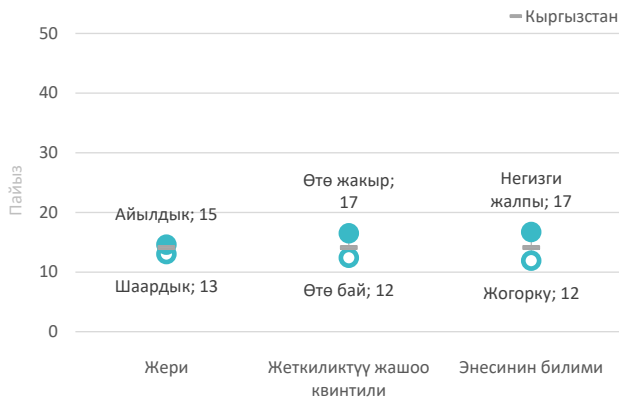 Кыргызстан
Пайыз
50
40
30
20
10
0
Айылдык; 15
Шаардык; 13
Өтө жакыр;
17
Өтө бай; 12
Негизги
жалпы; 17
Жогорку; 12
Жери
Жеткиликтүү жашоо
квинтили
Энесинин билими